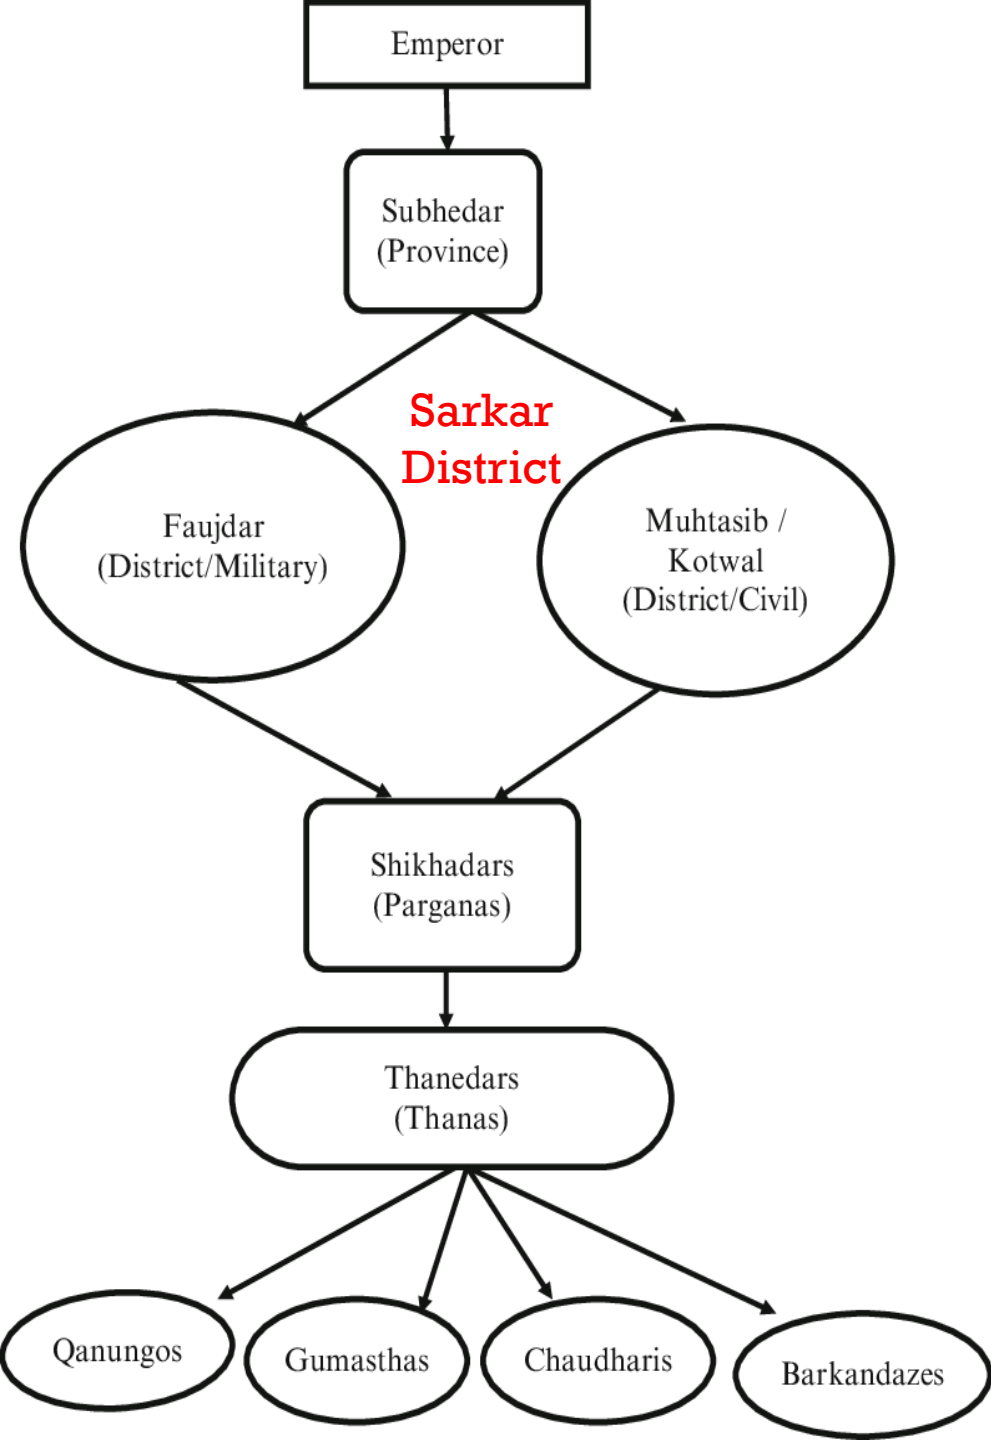 Emperor
Subhedar
(Province)
Sarkar
District
Faujdar
(District/Military)
Muhtasib /
Kotwal
(District/Civil)
Shikhadars
(Parganas)
Thanedars
(Thanas)
Qanungos
Gumasthas
Chaudharis
Barkandazes